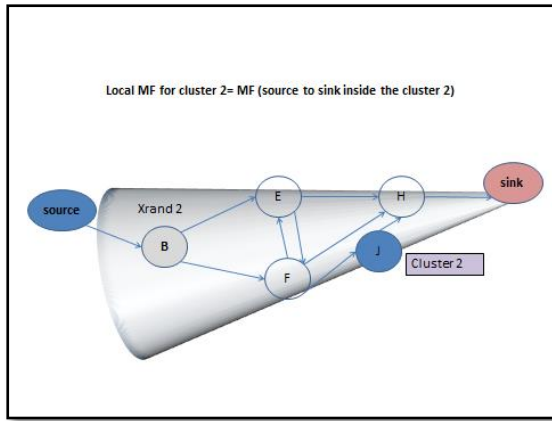 Local MF for cluster 2= MF (source to sink inside the cluster 2)
sink
source
Xrand 2
E
H
B
J
Cluster 2
F